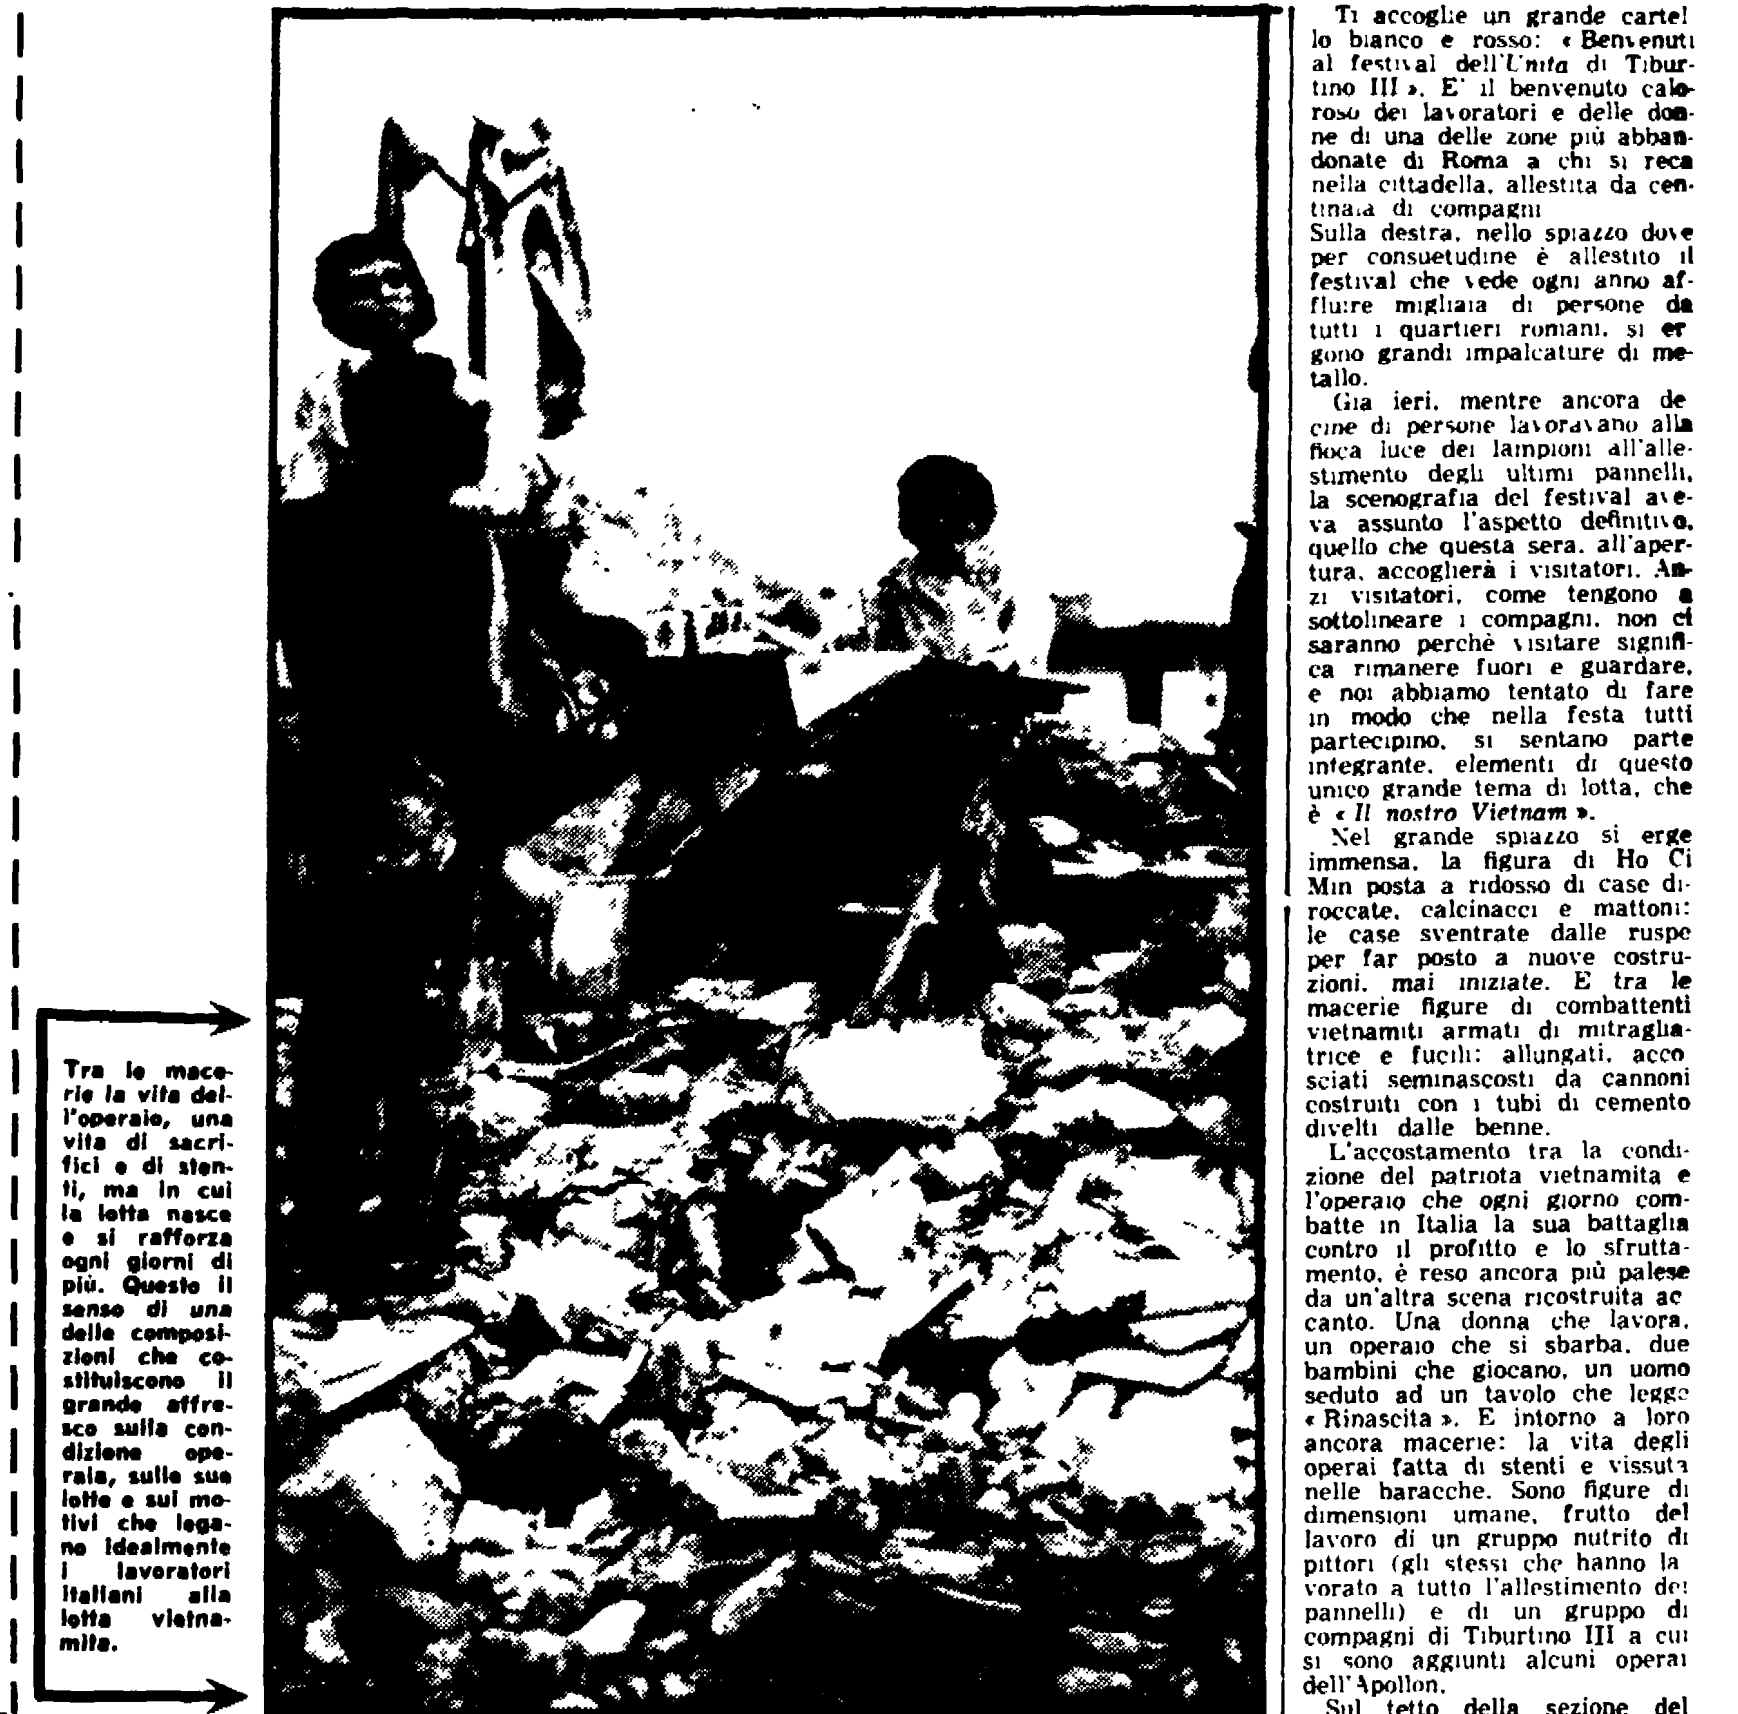 Tra le mace-
rie la vita del-
l'operaio, una
vita di sacri-
fici e di sten-
ti, ma in cui
la lotta nasce
e si rafforza
ogni giorni di
più. Questo il
senso di una
delle composi-
zioni che co-
stituiscono il
grande affre-
sco sulla con-
dizione ope-
raia, sulle sue
lotte e sui mo-
tivi che lega-
no idealmente
i lavoratori
italiani alla
lotta vietna-
mita.
Ti accoglie un grande cartel
lo bianco e rosso: « Benvenuti
al festival dell'Unita di Tibur-
tino III ». E' il benvenuto calo-
roso dei lavoratori e delle don-
ne di una delle zone più abban-
donate di Roma a chi si reca
nella cittadella, allestita da cen-
tinaia di compagni
Sulla destra, nello spiazzo dove
per consuetudine è allestito il
festival che vede ogni anno af-
fluire migliaia di persone da
tutti i quartieri romani, si er
gono grandi impalcature di me-
tallo.
Gia ieri, mentre ancora de
cine di persone lavoravano alla
fioca luce dei lampioni all'alle-
stimento degli ultimi pannelli,
la scenografia del festival ave-
va assunto l'aspetto definitivo,
quello che questa sera, all'aper-
tura, accoglierà i visitatori. An-
zi visitatori, come tengono a
sottolineare i compagni, non ci
saranno perchè visitare signifi-
ca rimanere fuori e guardare,
e noi abbiamo tentato di fare
in modo che nella festa tutti
partecipino, si sentano parte
integrante, elementi di questo
unico grande tema di lotta, che
è « Il nostro Vietnam ».
Nel grande spiazzo si erge
immensa, la figura di Ho Ci
Min posta a ridosso di case di-
roccate, calcinacci e mattoni:
le case sventrate dalle ruspe
per far posto a nuove costru-
zioni, mai iniziate. E tra le
macerie figure di combattenti
vietnamiti armati di mitraglia-
trice e fucili: allungati, acco
sciati seminascosti da cannoni
costruiti con i tubi di cemento
divelti dalle benne.
L'accostamento tra la condi-
zione del patriota vietnamita e
l'operaio che ogni giorno com-
batte in Italia la sua battaglia
contro il profitto e lo sfrutta-
mento, è reso ancora più palese
da un'altra scena ricostruita ac
canto. Una donna che lavora,
un operaio che si sbarba, due
bambini che giocano, un uomo
seduto ad un tavolo che legge
« Rinascita ». E intorno a loro
ancora macerie: la vita degli
operai fatta di stenti e vissuta
nelle baracche. Sono figure di
dimensioni umane, frutto del
lavoro di un gruppo nutrito di
pittori (gli stessi che hanno la
vorato a tutto l'allestimento dei
pannelli) e di un gruppo di
compagni di Tiburtino III a cui
si sono aggiunti alcuni operai
dell'Apollon.
Sul tetto della sezione del